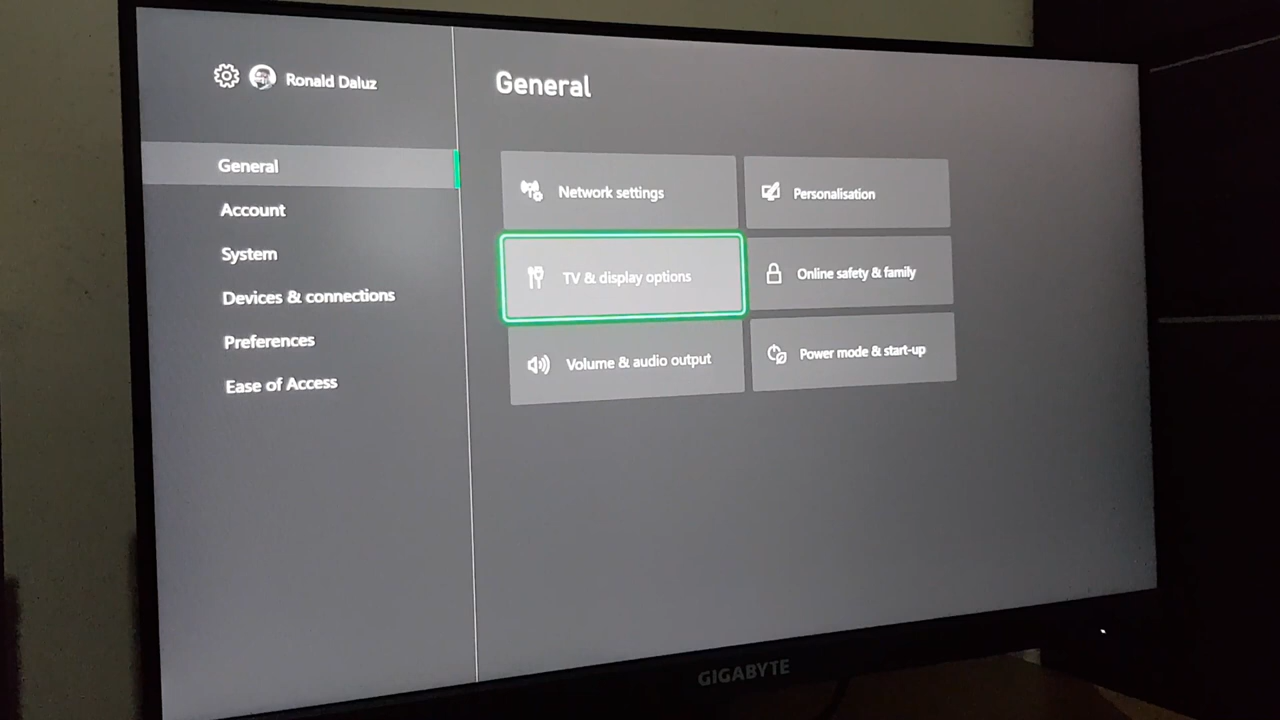 Ronald Daluz
General
Account
System
Devices & connections
Preferences
Ease of Access
General
Network settings
Personalisation
TV & display options
Online safety & family
Volume & audio output
Power mode & start-up
GIGABYTE